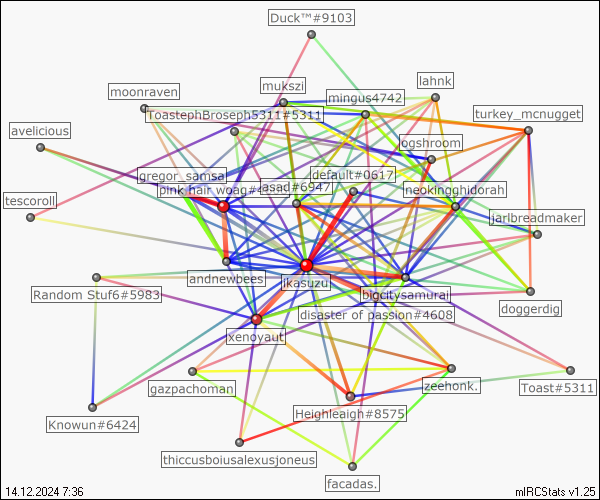 Duck™#9103
mukszi
lahnk
moonraven
mingus4742
ToastephBroseph5311#5311
turkey_mcnugget
avelicious
ogshroom
gregor_samsa
default#0617
pink hair woag#
asad#6947
neokingghidorah
tescoroll
jarlbreadmaker
andnewbees
ikasuzu
bigcitysamurai
Random Stuf6#5983
doggerdig
disaster of passion#4608
xenoyaut
gazpachoman
zeehonk.
Toast#5311
Heighleigh#8575
Knowun#6424
thiccusboiusalexusjoneus
facadas.
14.12.2024 7:36
mIRCStats v1.25